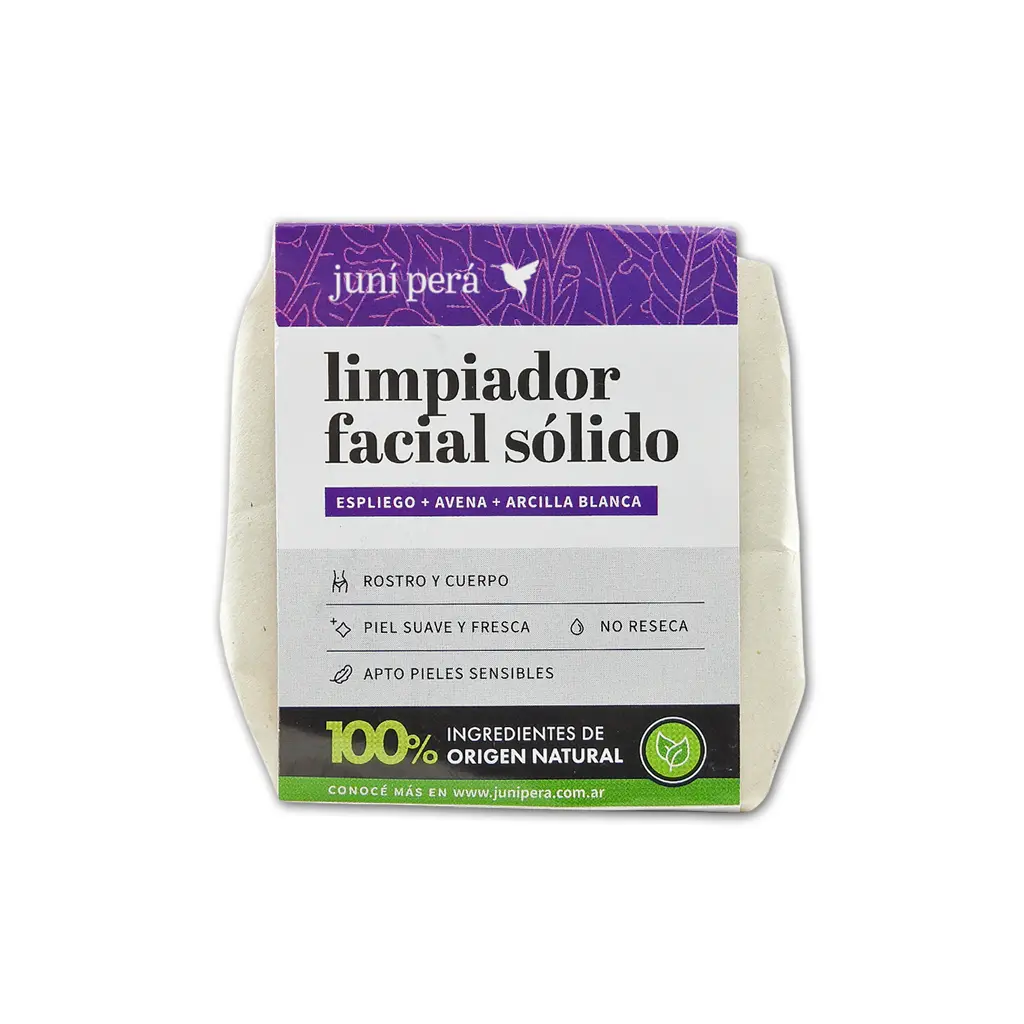 juní perá
limpiador
facial sólido
ESPLIEGO + AVENA + ARCILLA BLANCA
ROSTRO Y CUERPO
PIEL SUAVE Y FRESCA NO RESECA
APTO PIELES SENSIBLES
100% INGREDIENTES DE
ORIGEN NATURAL
CONOCÉ MÁS EN www.junipera.com.ar